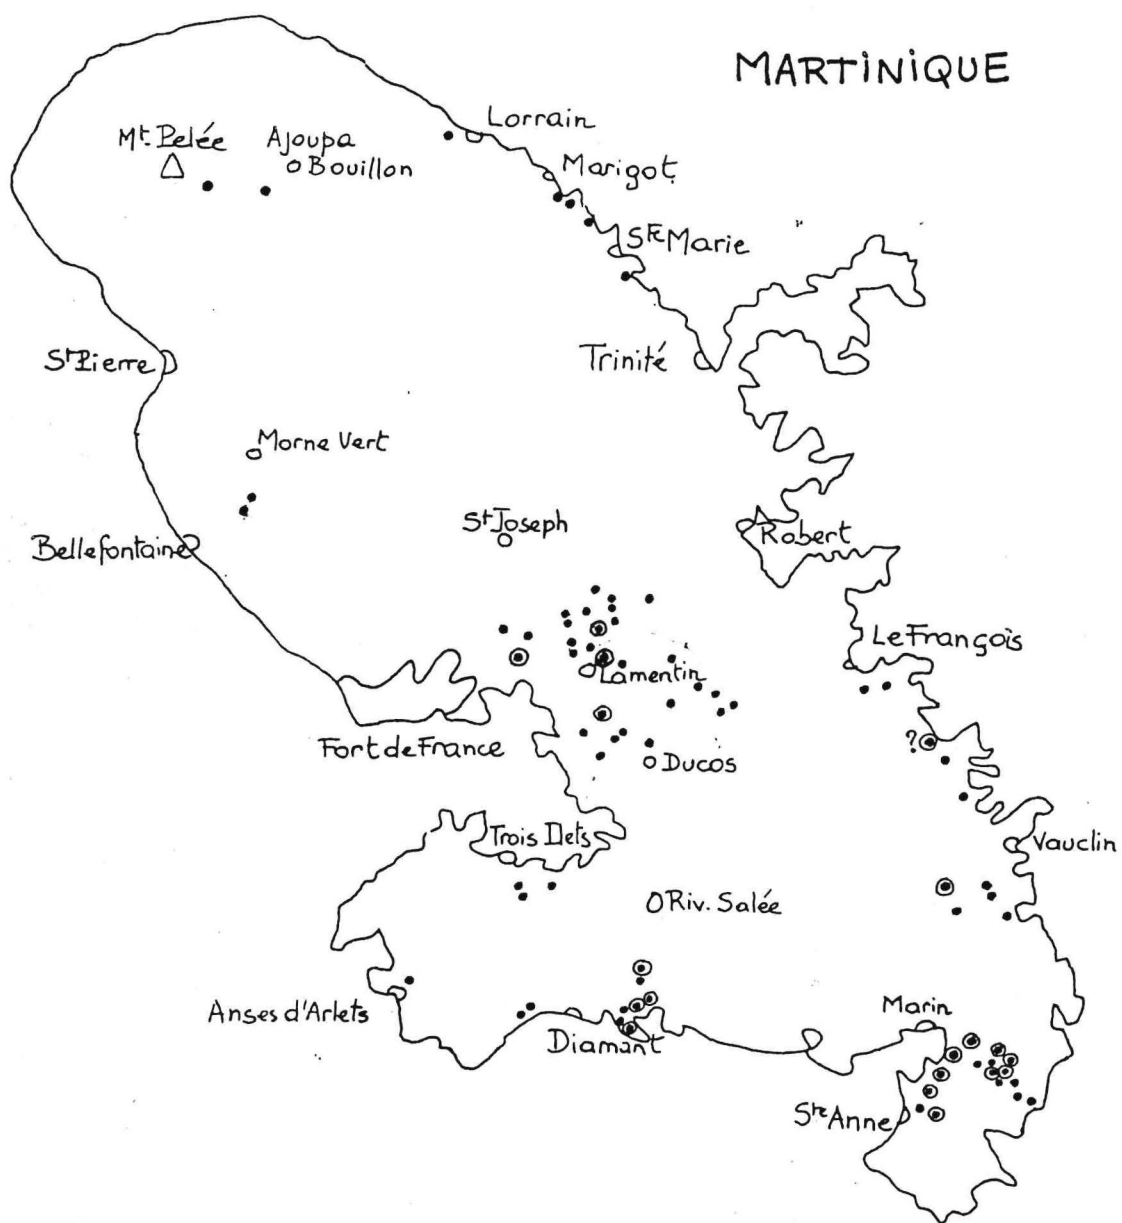 MARTINIQUE
Lorrain
Mt. Pelée
Ajoupa
Bouillon
Marigot
Ste Marie
St Pierre
Trinité
Morne Vert
St Joseph
Bellefontaine
Robert
Le François
Lamentin
Fort de France
?
Ducos
Trois Ilets
Vauclin
Riv. Salée
Anses d'Arlets
Marin
Diamant
Ste Anne